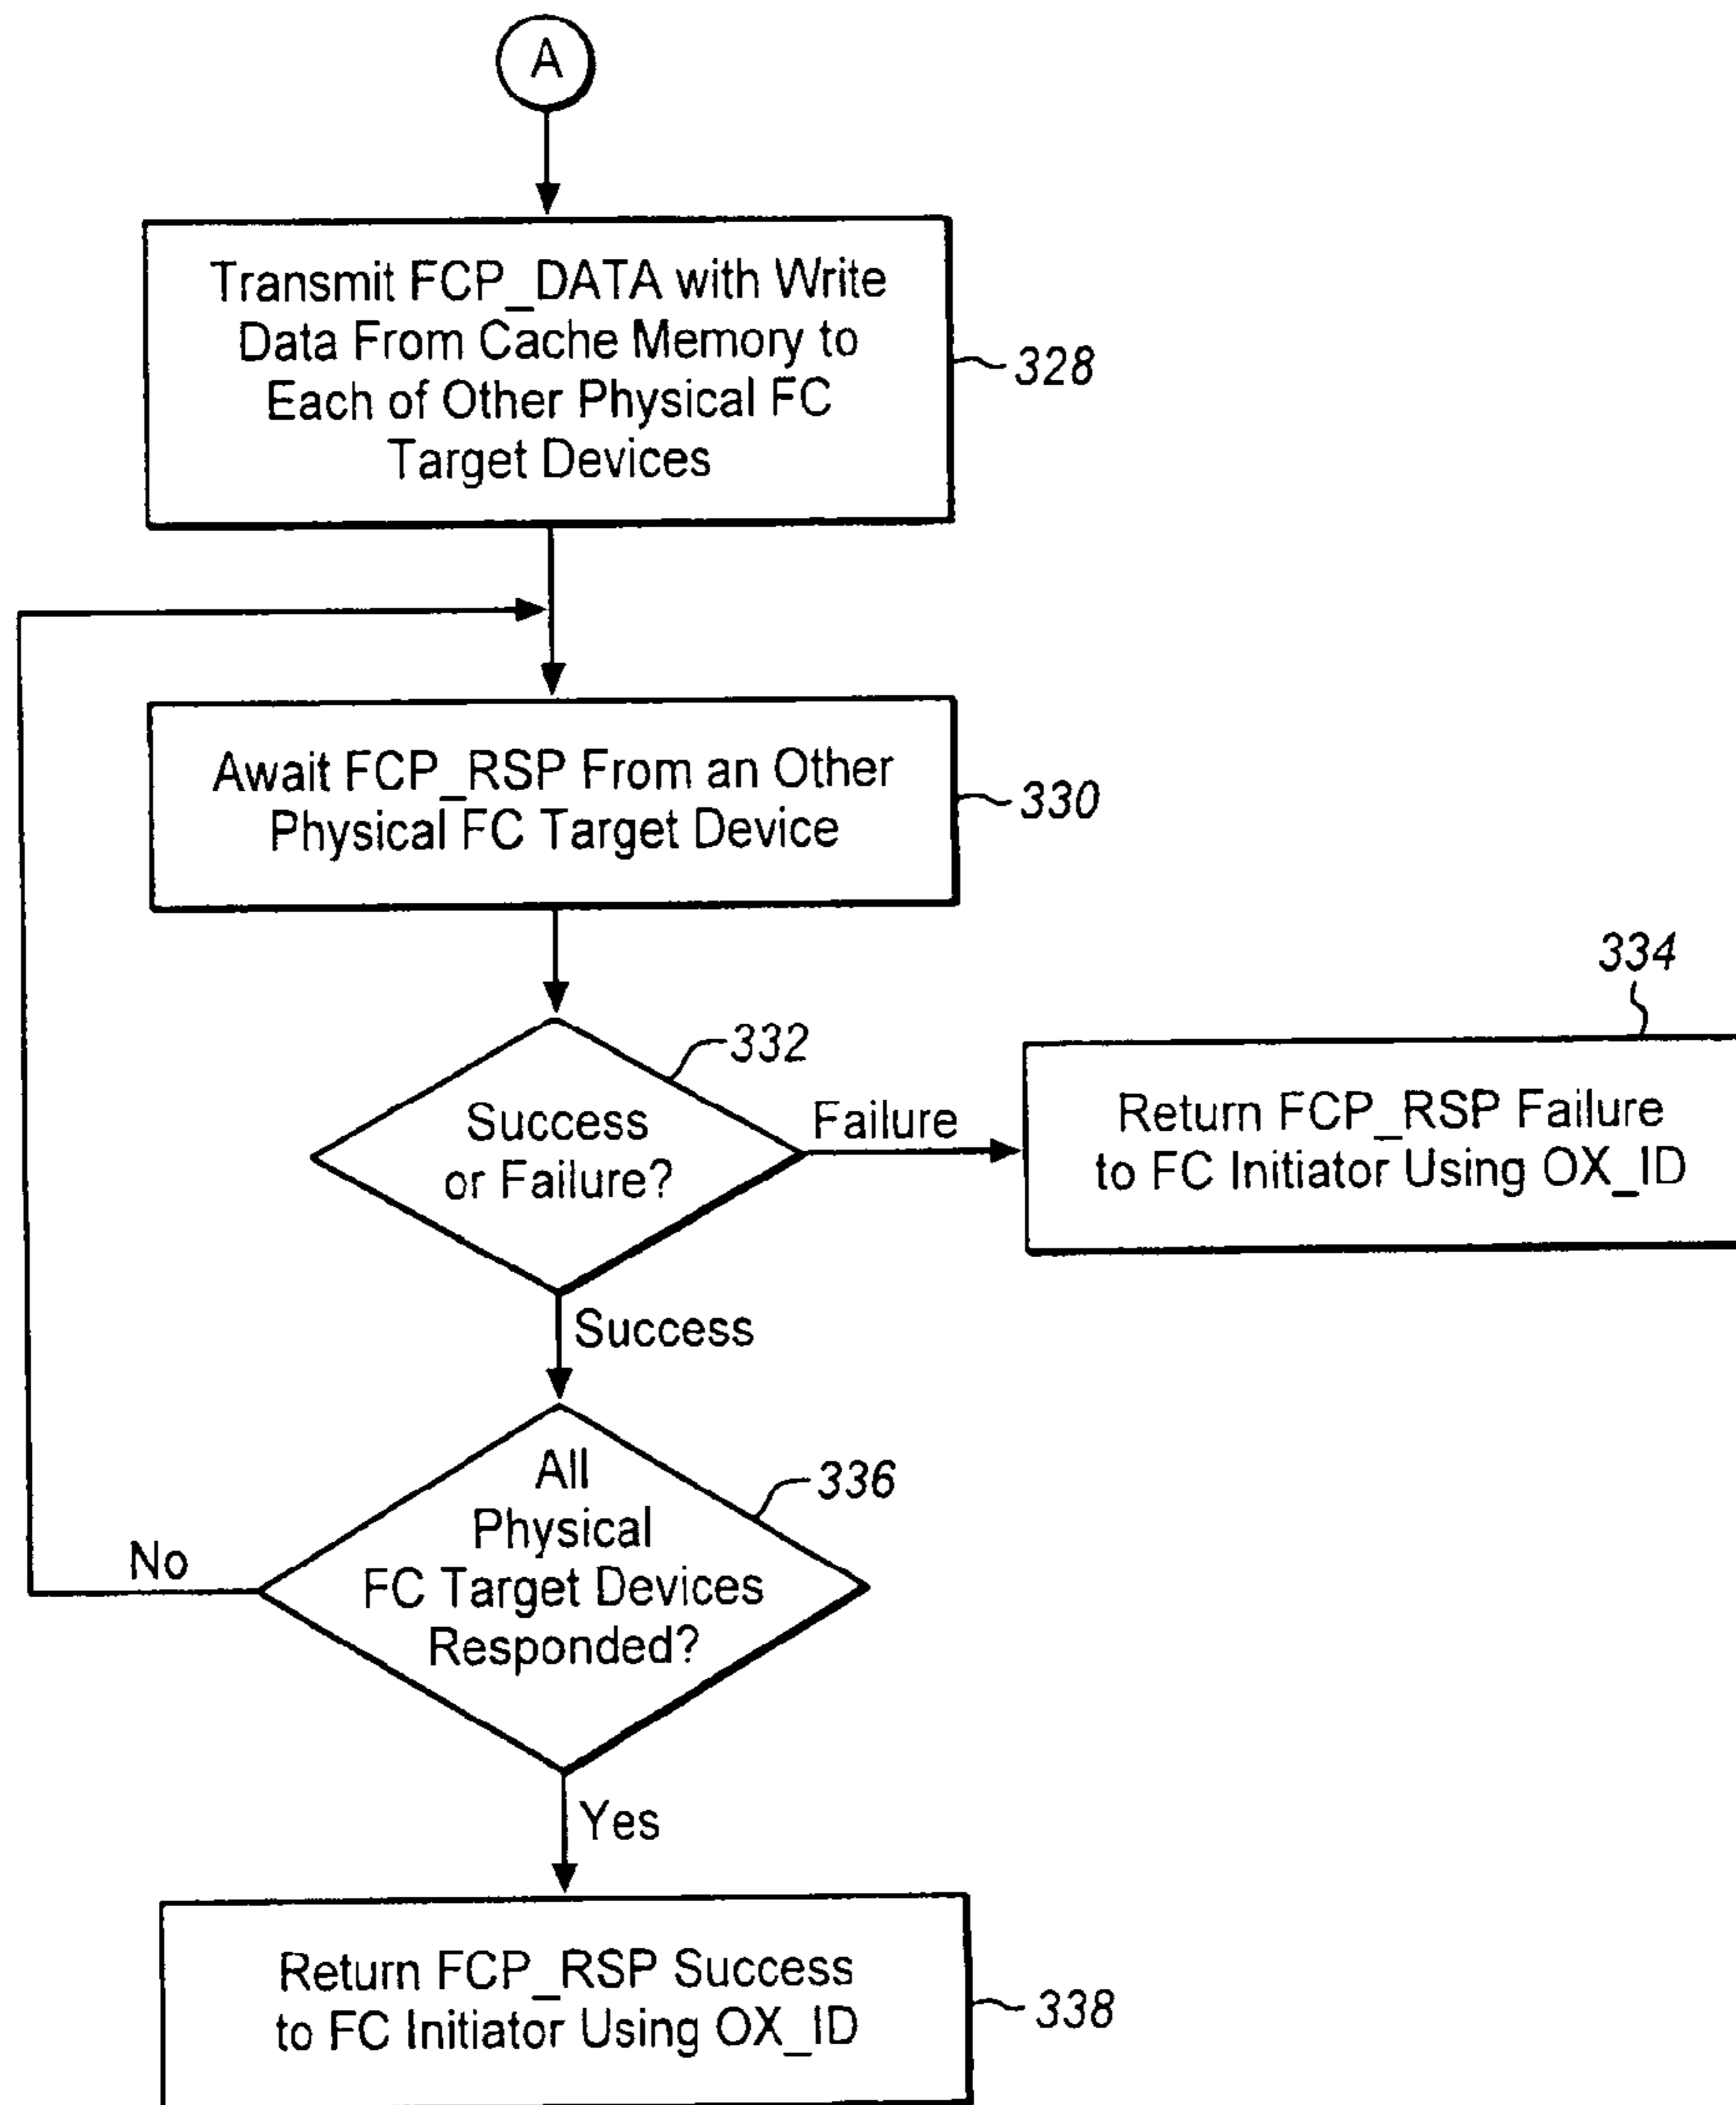 A
Transmit FCP_DATA with Write
Data From Cache Memory to
Each of Other Physical FC
Target Devices
328
Await FCP_RSP From an Other
Physical FC Target Device
330
334
332
Success
or Failure?
Failure
Return FCP_RSP Failure
to FC Initiator Using OX_ID
Success
All
Physical
FC Target Devices
Responded?
336
No
Yes
Return FCP_RSP Success
to FC Initiator Using OX_ID
338